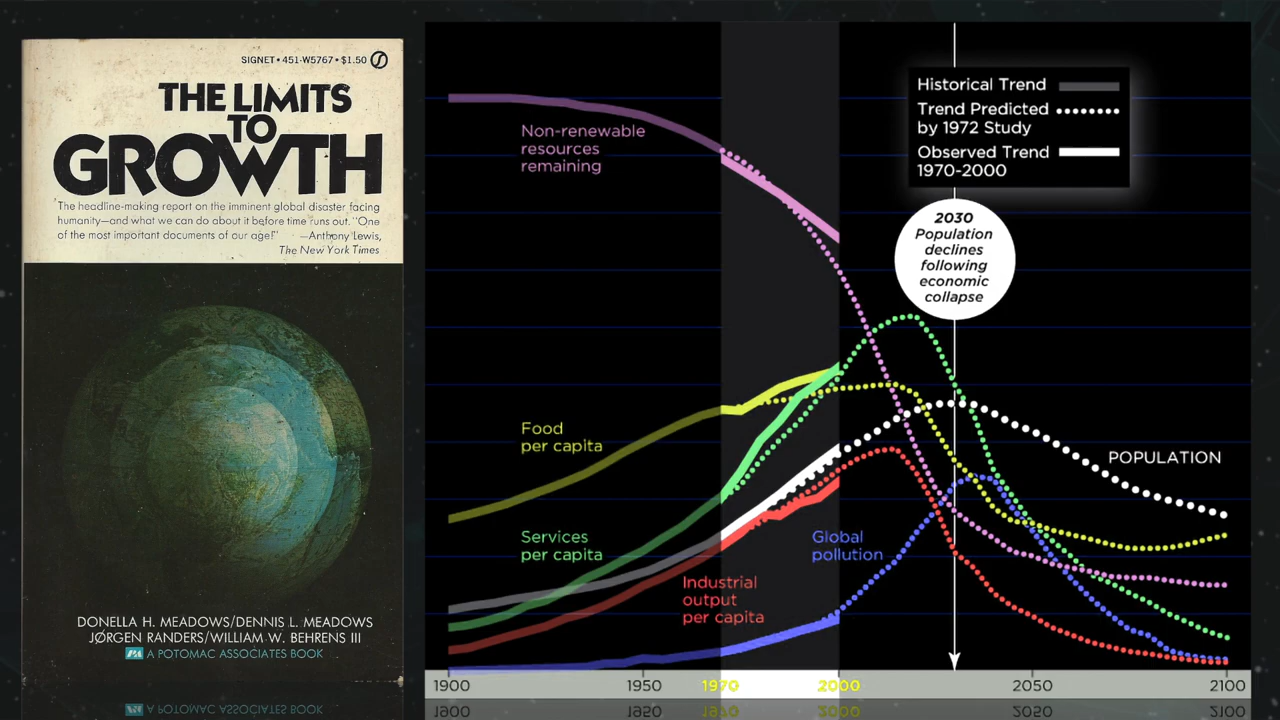 SIGNET • 451-W5767 • $1.50
THE LIMITS
TO
GROWTH
The headline-making report on the imminent global disaster facing
humanity—and what we can do about it before time runs out. "One
of the most important documents of our age!" —Anthony Lewis,
The New York Times
DONELLA H. MEADOWS/DENNIS L. MEADOWS
JØRGEN RANDERS/WILLIAM W. BEHRENS III
A POTOMAC ASSOCIATES BOOK
Historical Trend
Trend Predicted
by 1972 Study
Observed Trend
1970-2000
2030
Population
declines
following
economic
collapse
Non-renewable
resources
remaining
Food
per capita
Services
per capita
Industrial
output
per capita
Global
pollution
POPULATION
1900 1950 1970 2000 2050 2100